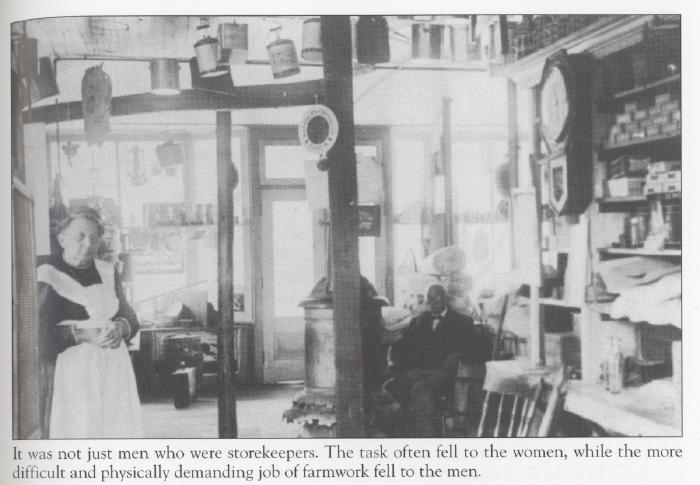 It was not just men who were storekeepers. The task often fell to the women, while the more
difficult and physically demanding job of farmwork fell to the men.